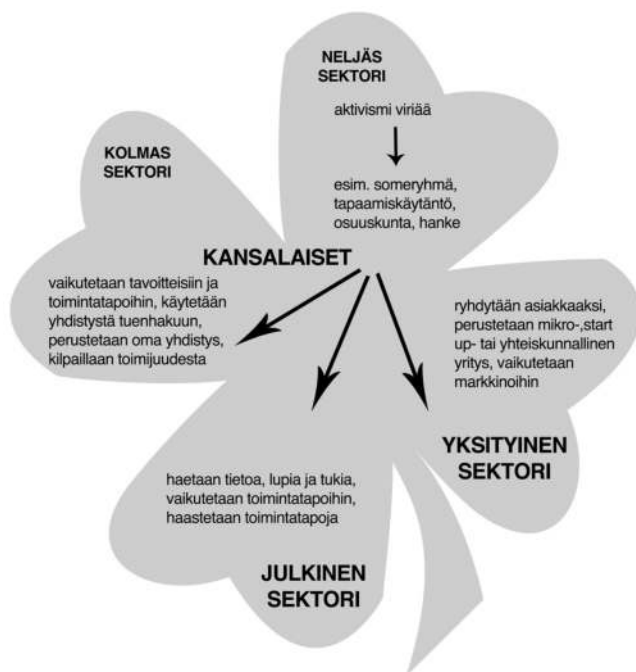 NELJÄS
SEKTORI
aktivismi viriää
esim. someryhmä,
tapaamiskäytäntö,
osuuskunta, hanke
KOLMAS
SEKTORI
KANSALAISET
vaikutetaan tavoitteisiin ja
toimintatapoihin, käytetään
yhdistystä tuenhakuun,
perustetaan oma yhdistys,
kilpaillaan toimijuudesta
ryhdytään asiakkaaksi,
perustetaan mikro-,start
up- tai yhteiskunnallinen
yritys, vaikutetaan
markkinoihin
YKSITYINEN
SEKTORI
haetaan tietoa, lupia ja tukia,
vaikutetaan toimintatapoihin,
haastetaan toimintatapoja
JULKINEN
SEKTORI